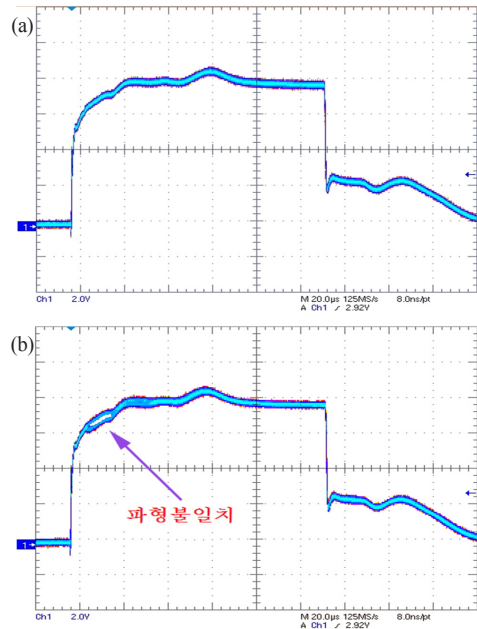 (a)
1
Ch1 2.0V M 20.0µs 125MS/s 8.0ns/pt
A Ch1 ⌿ 2.92V
(b)
파형불일치
1
Ch1 2.0V M 20.0µs 125MS/s 8.0ns/pt
A Ch1 ⌿ 2.92V